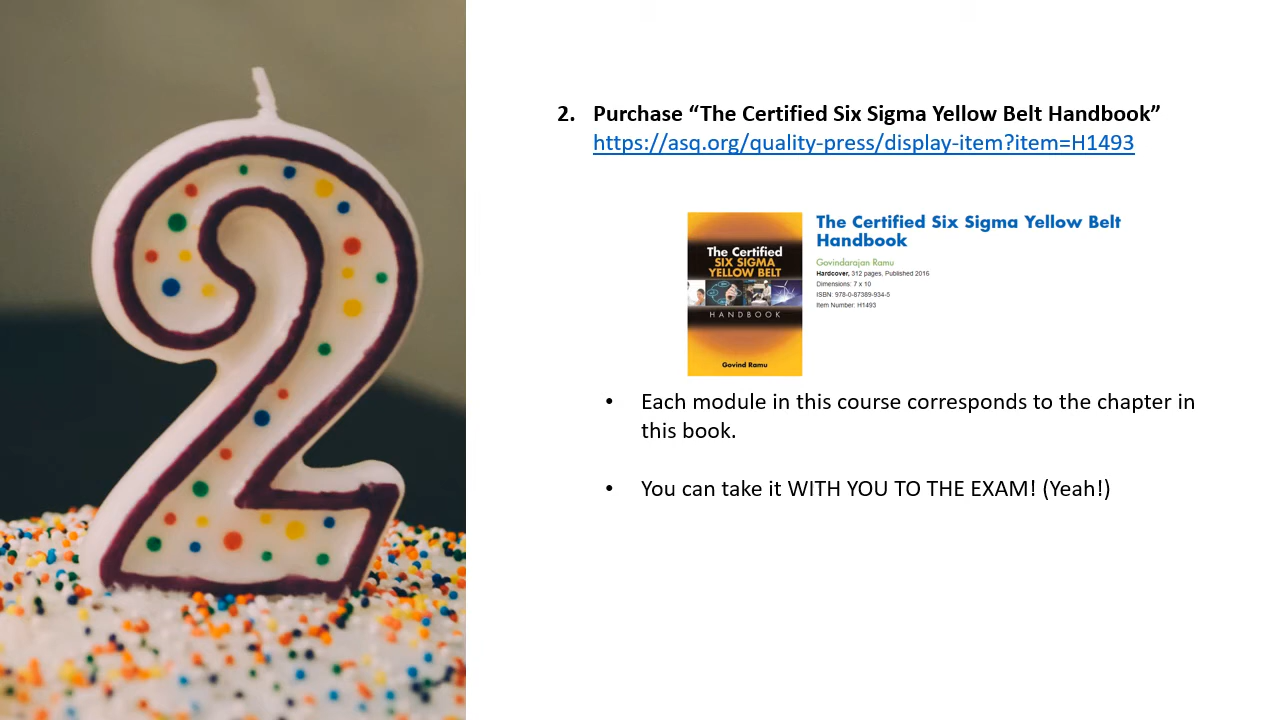 2. Purchase “The Certified Six Sigma Yellow Belt Handbook”
https://asq.org/quality-press/display-item?item=H1493
The Certified
SIX SIGMA
YELLOW BELT
HANDBOOK
Govind Ramu
The Certified Six Sigma Yellow Belt
Handbook
Govindarajan Ramu
Hardcover, 312 pages, Published 2016
Dimensions: 7 x 10
ISBN: 978-0-87389-934-5
Item Number: H1493
• Each module in this course corresponds to the chapter in
this book.
• You can take it WITH YOU TO THE EXAM! (Yeah!)